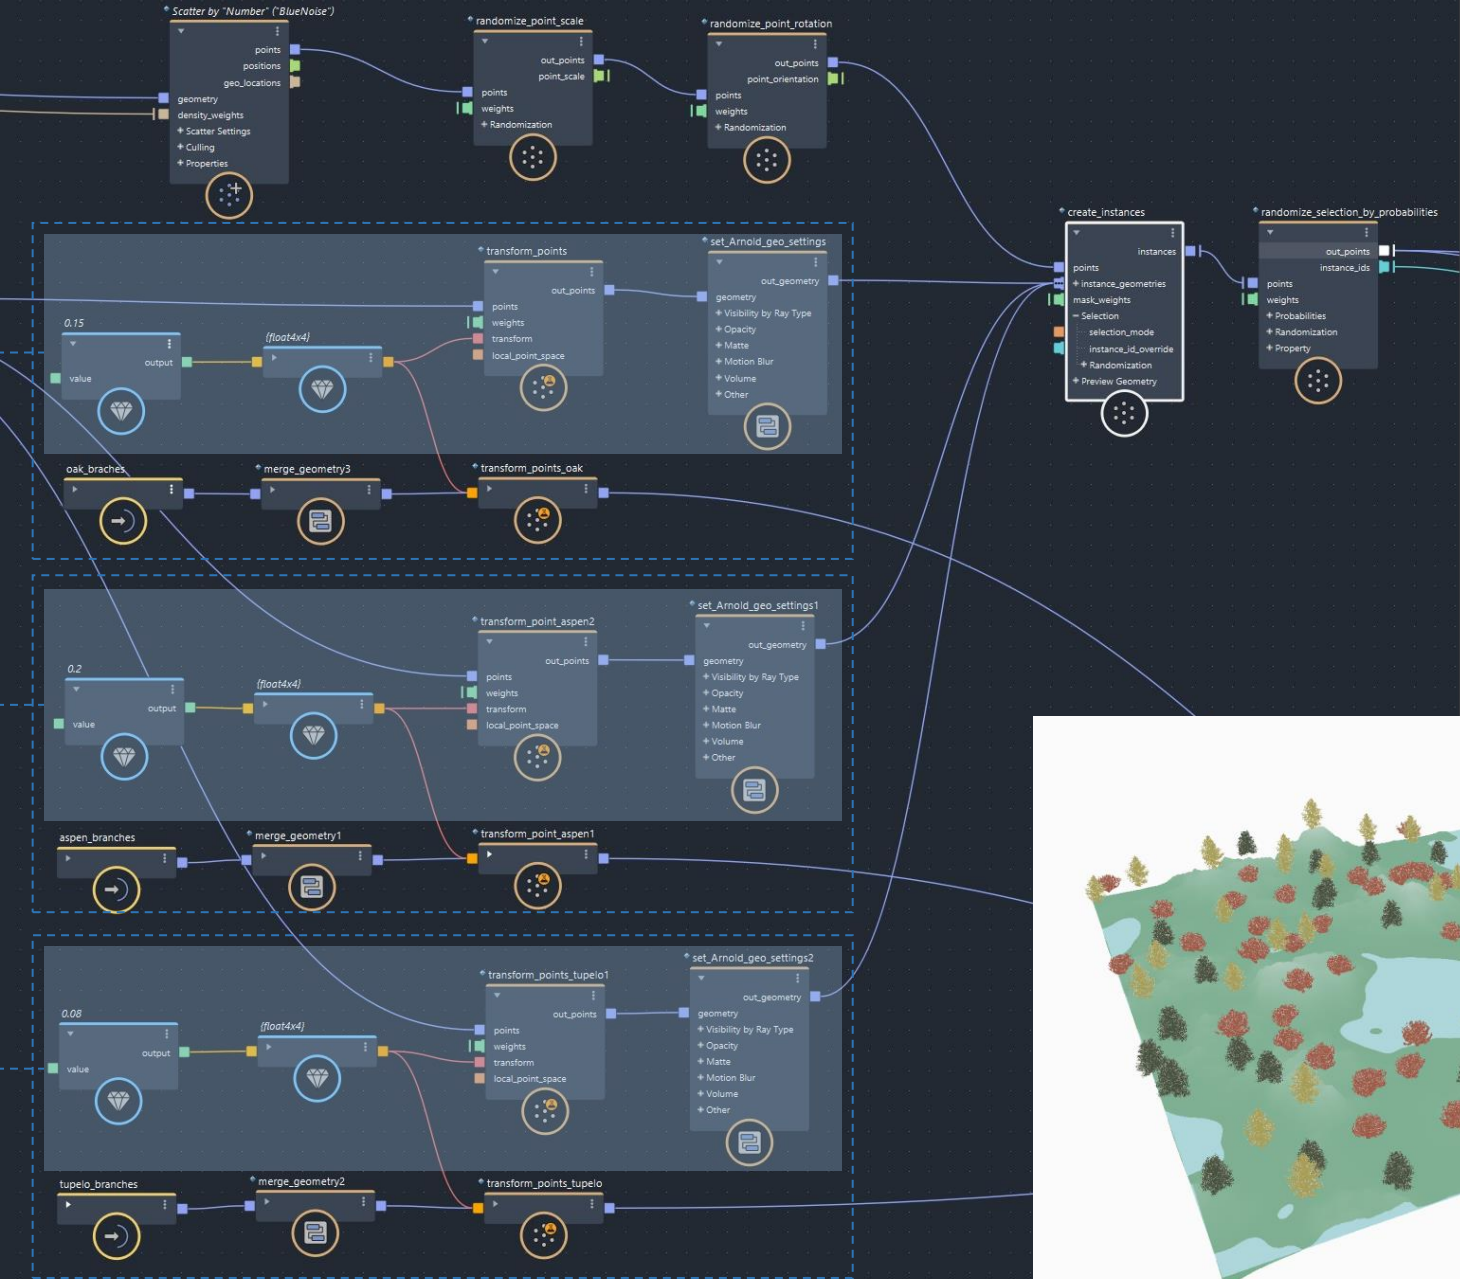 Scatter by "Number" ("BlueNoise")
points
positions
geo_locations
geometry
density_weights
Scatter Settings
Culling
Properties
randomize_point_scale
out_points
point_scale
points
weights
Randomization
randomize_point_rotation
out_points
point_orientation
points
weights
Randomization
create_instances
instances
points
instance_geometries
mask_weights
Selection
selection_mode
instance_id_override
Randomization
Preview Geometry
randomize_selection_by_probabilities
out_points
instance_ids
points
weights
Probabilities
Randomization
Property
0.15
output
value
{float4x4}
transform_points
out_points
points
weights
transform
local_point_space
set_Arnold_geo_settings
out_geometry
geometry
Visibility by Ray Type
Opacity
Matte
Motion Blur
Volume
Other
oak_braches
merge_geometry3
transform_points_oak
0.2
output
value
{float4x4}
transform_point_aspen2
out_points
points
weights
transform
local_point_space
set_Arnold_geo_settings1
out_geometry
geometry
Visibility by Ray Type
Opacity
Matte
Motion Blur
Volume
Other
aspen_branches
merge_geometry1
transform_point_aspen1
0.08
output
value
{float4x4}
transform_points_tupelo1
out_points
points
weights
transform
local_point_space
set_Arnold_geo_settings2
out_geometry
geometry
Visibility by Ray Type
Opacity
Matte
Motion Blur
Volume
Other
tupelo_branches
merge_geometry2
transform_points_tupelo